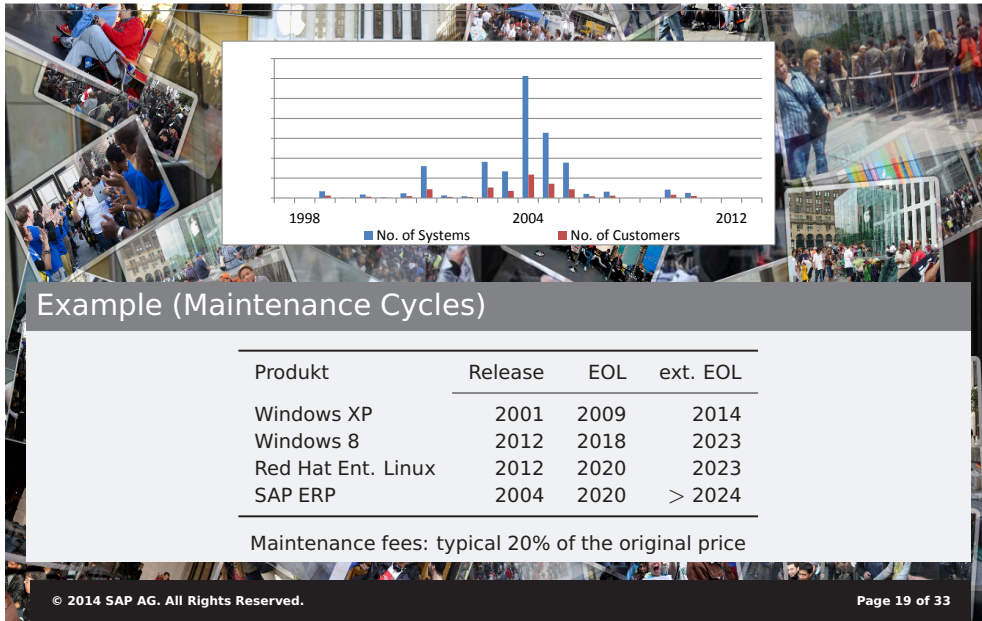 1998 2004 2012
No. of Systems No. of Customers
Example (Maintenance Cycles)
Produkt Release EOL ext. EOL
Windows XP 2001 2009 2014
Windows 8 2012 2018 2023
Red Hat Ent. Linux 2012 2020 2023
SAP ERP 2004 2020 > 2024
Maintenance fees: typical 20% of the original price
© 2014 SAP AG. All Rights Reserved. Page 19 of 33